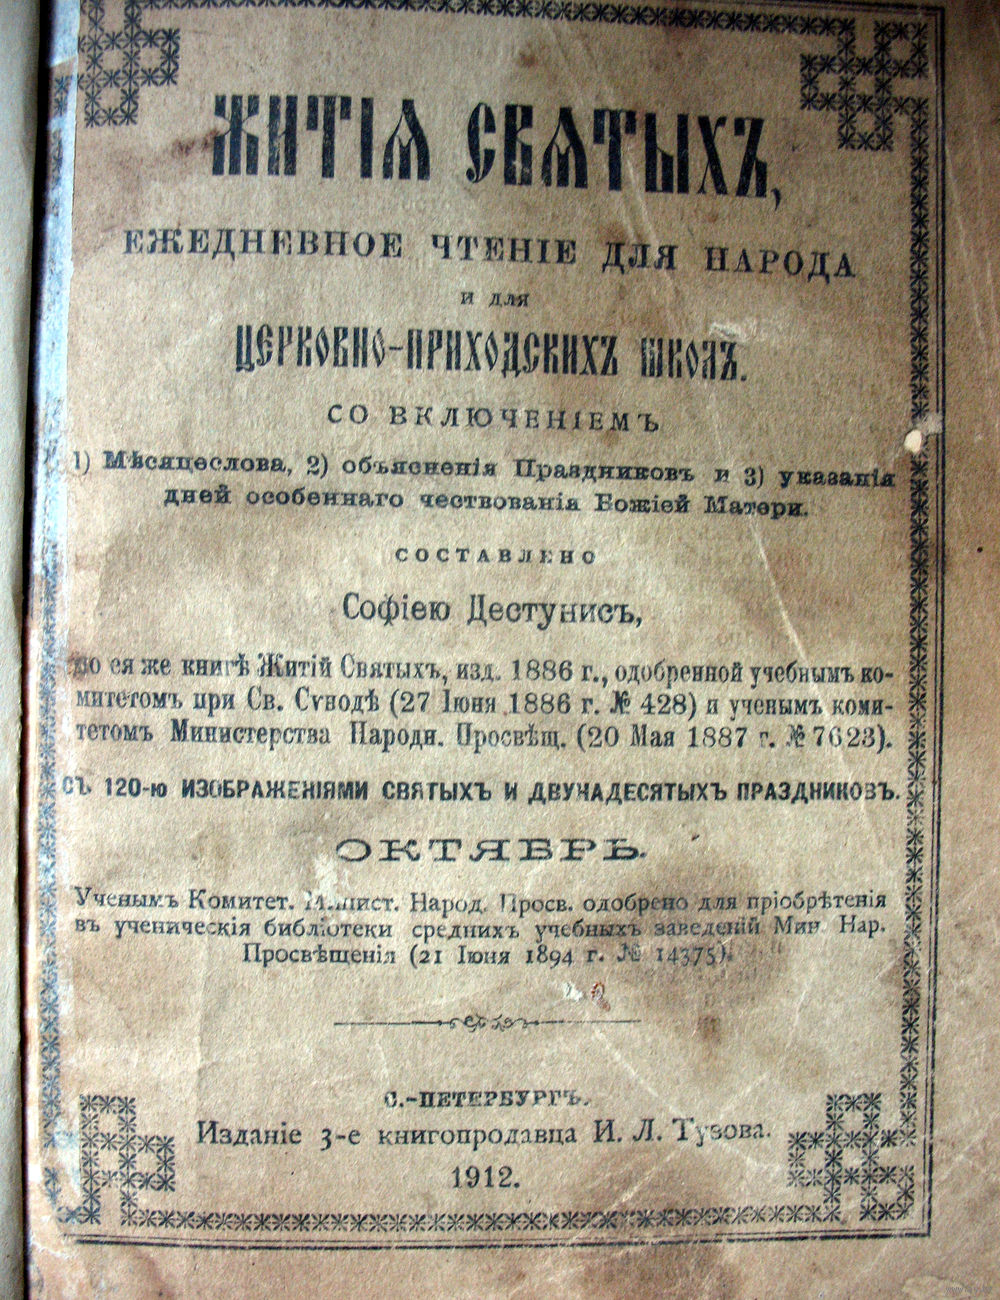 ЖИТІѦ СВѦТЫХЪ,
ЕЖЕДНЕВНОЕ ЧТЕНІЕ ДЛЯ НАРОДА
И ДЛЯ
ЦЕРКОВНО-ПРИХОДСКИХЪ ШКОЛЪ.
СО ВКЛЮЧЕНІЕМЪ
1) Мѣсяцеслова, 2) объясненія Праздниковъ и 3) указанія
дней особеннаго чествованія Божіей Матери.
СОСТАВЛЕНО
Софіею Дестунисъ,
по ея же книгѣ Житій Святыхъ, изд. 1886 г., одобренной учебнымъ ко-
митетомъ при Св. Сѵнодѣ (27 Іюня 1886 г. № 428) и ученымъ коми-
тетомъ Министерства Народн. Просвѣщ. (20 Мая 1887 г. № 7623).
СЪ 120-ю ИЗОБРАЖЕНІЯМИ СВЯТЫХЪ И ДВУНАДЕСЯТЫХЪ ПРАЗДНИКОВЪ.
ОКТЯБРЬ.
Ученымъ Комитет. Минист. Народ. Просв. одобрено для пріобрѣтенія
въ ученическія библіотеки среднихъ учебныхъ заведеній Мин. Нар.
Просвѣщенія (21 Іюня 1894 г. № 14375).
С.-ПЕТЕРБУРГЪ.
Изданіе 3-е книгопродавца И. Л. Тузова.
1912.